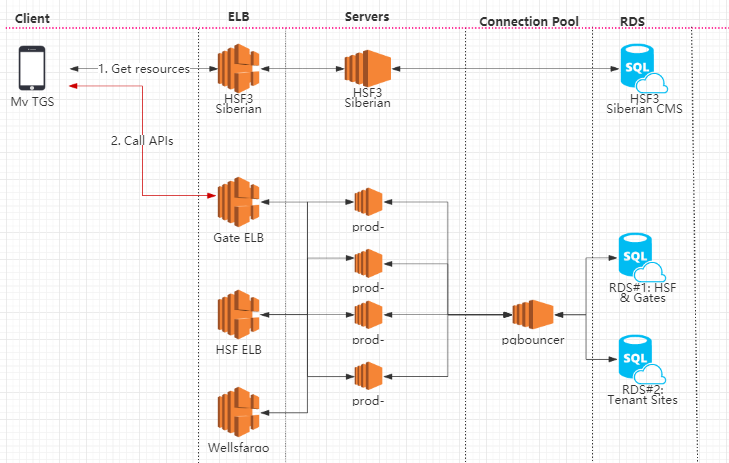 Client
ELB
Servers
Connection Pool
RDS
My TGS
1. Get resources
HSF3
Siberian
HSF3
Siberian
SQL
HSF3
Siberian CMS
2. Call APIs
Gate ELB
prod-
prod-
SQL
RDS#1: HSF
& Gates
HSF ELB
prod-
pgbouncer
SQL
RDS#2:
Tenant Sites
prod-
Wellsfargo